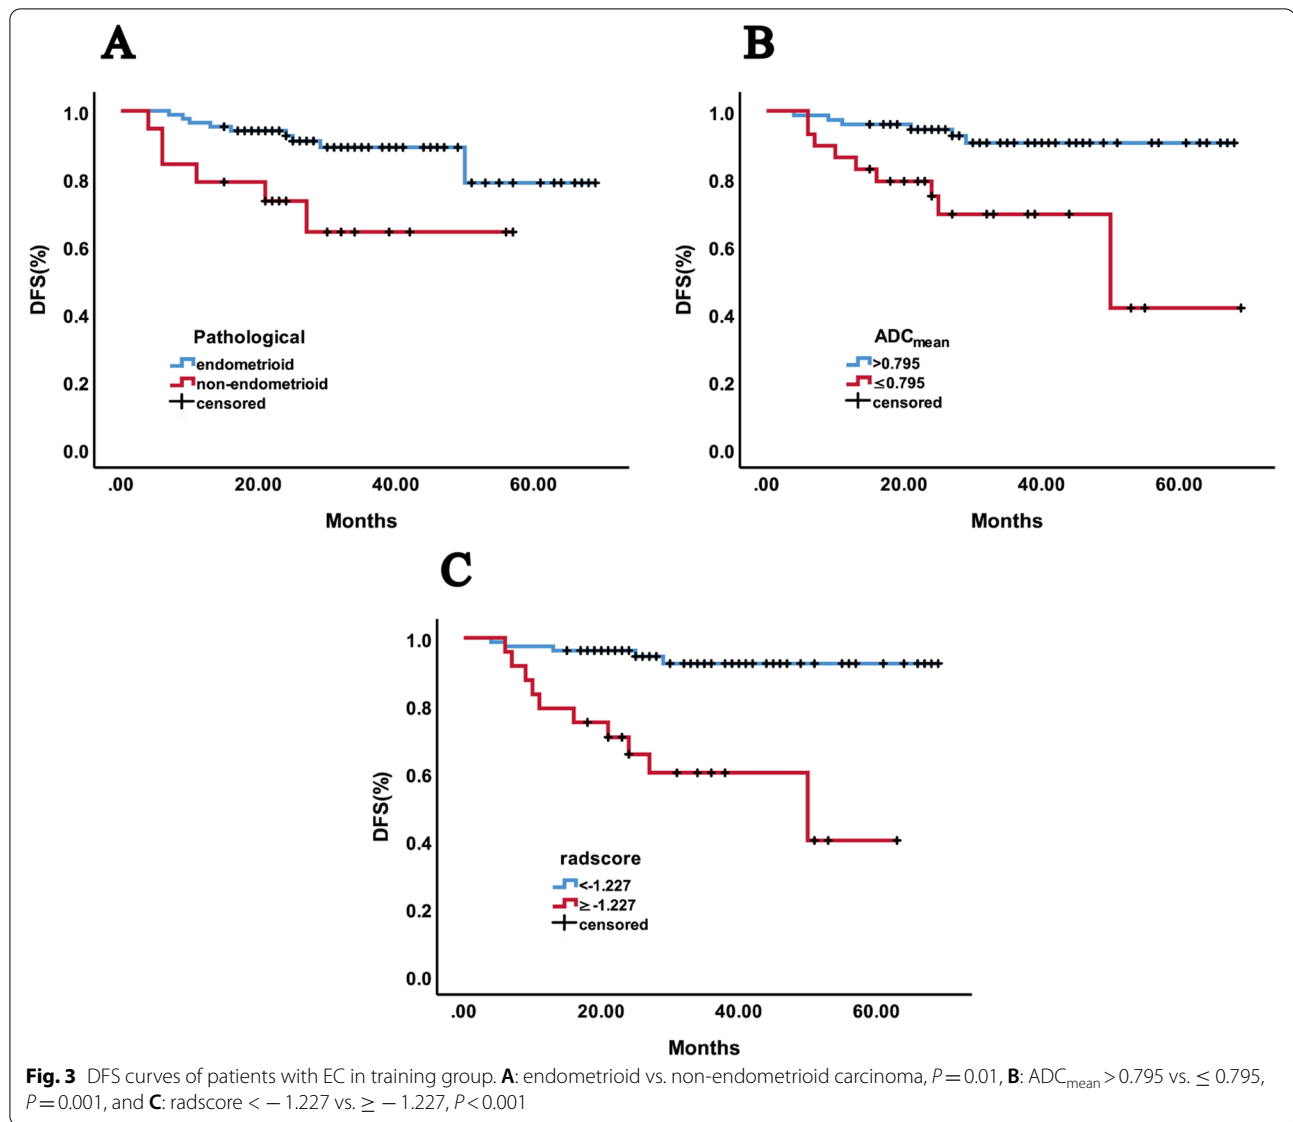 A
1.0
0.8
0.6
0.4
0.2
0.0
DFS(%)
Pathological
endometrioid
non-endometrioid
censored
.00 20.00 40.00 60.00
Months
B
1.0
0.8
0.6
0.4
0.2
0.0
DFS(%)
ADCmean
>0.795
≤0.795
censored
.00 20.00 40.00 60.00
Months
C
1.0
0.8
0.6
0.4
0.2
0.0
DFS(%)
radscore
<-1.227
≥-1.227
censored
.00 20.00 40.00 60.00
Months
Fig. 3 DFS curves of patients with EC in training group. A: endometrioid vs. non-endometrioid carcinoma, P = 0.01, B: ADCmean > 0.795 vs. ≤ 0.795,
P = 0.001, and C: radscore < − 1.227 vs. ≥ − 1.227, P < 0.001